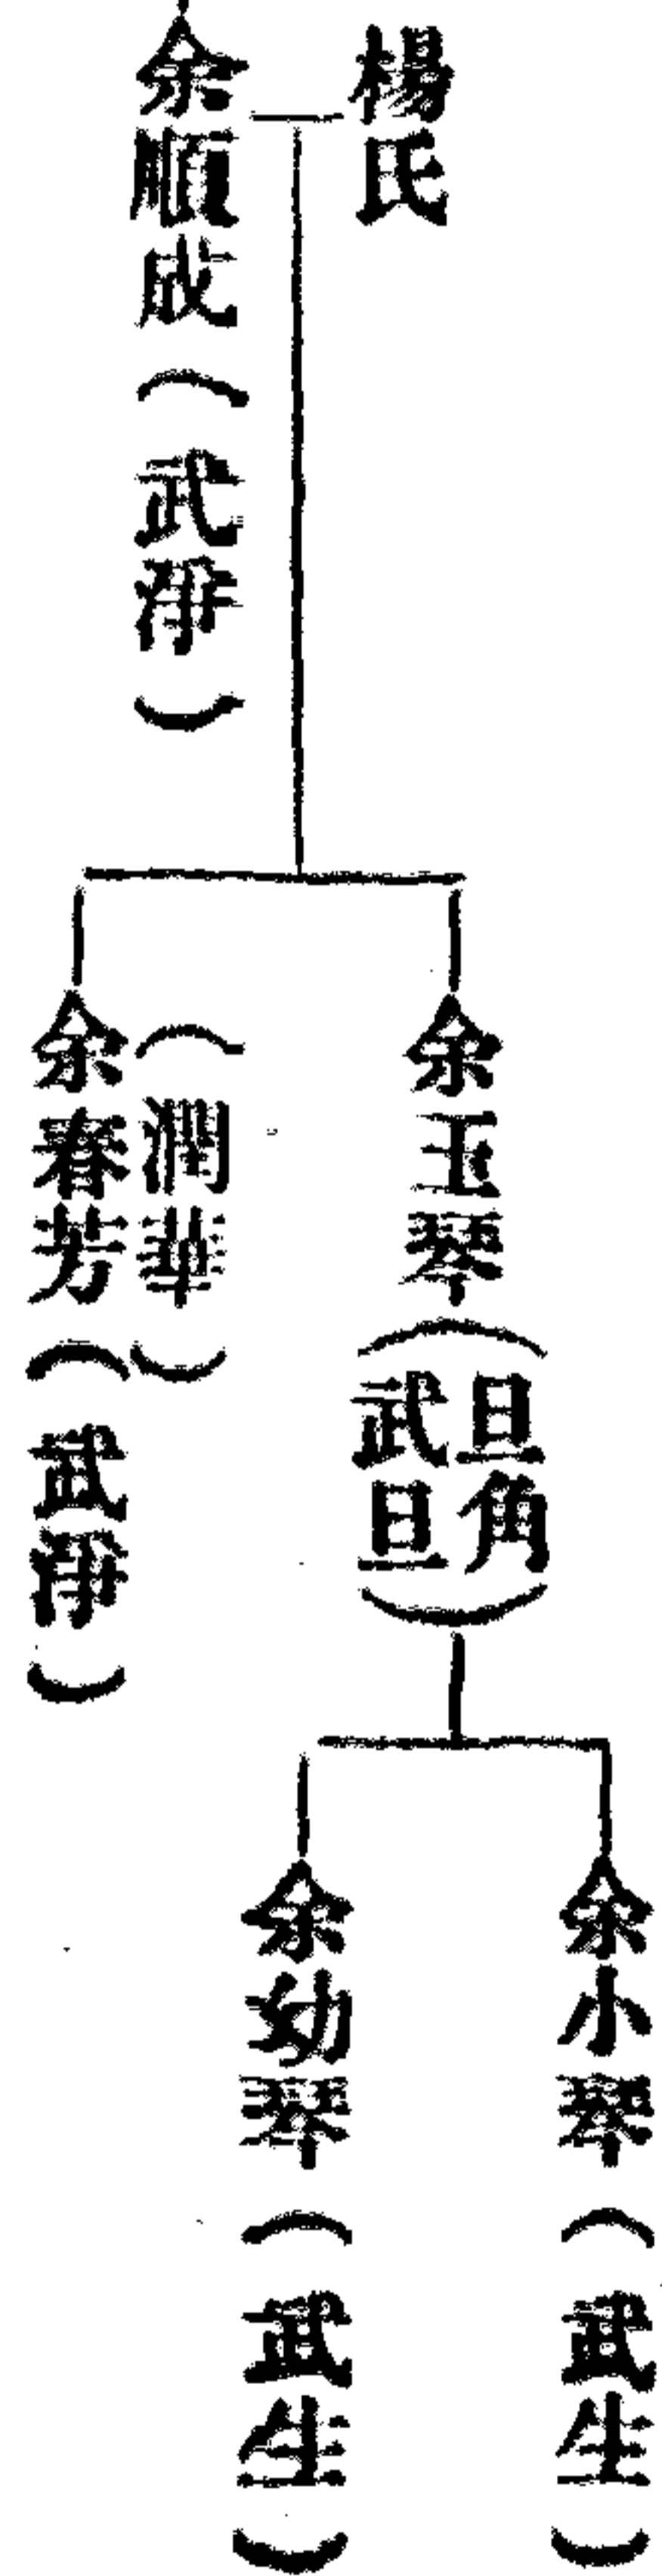 楊氏
余順成（武淨）
余玉琴（旦角
武旦）
（潤華）
余春芳（武淨）
余小琴（武生）
余幼琴（武生）